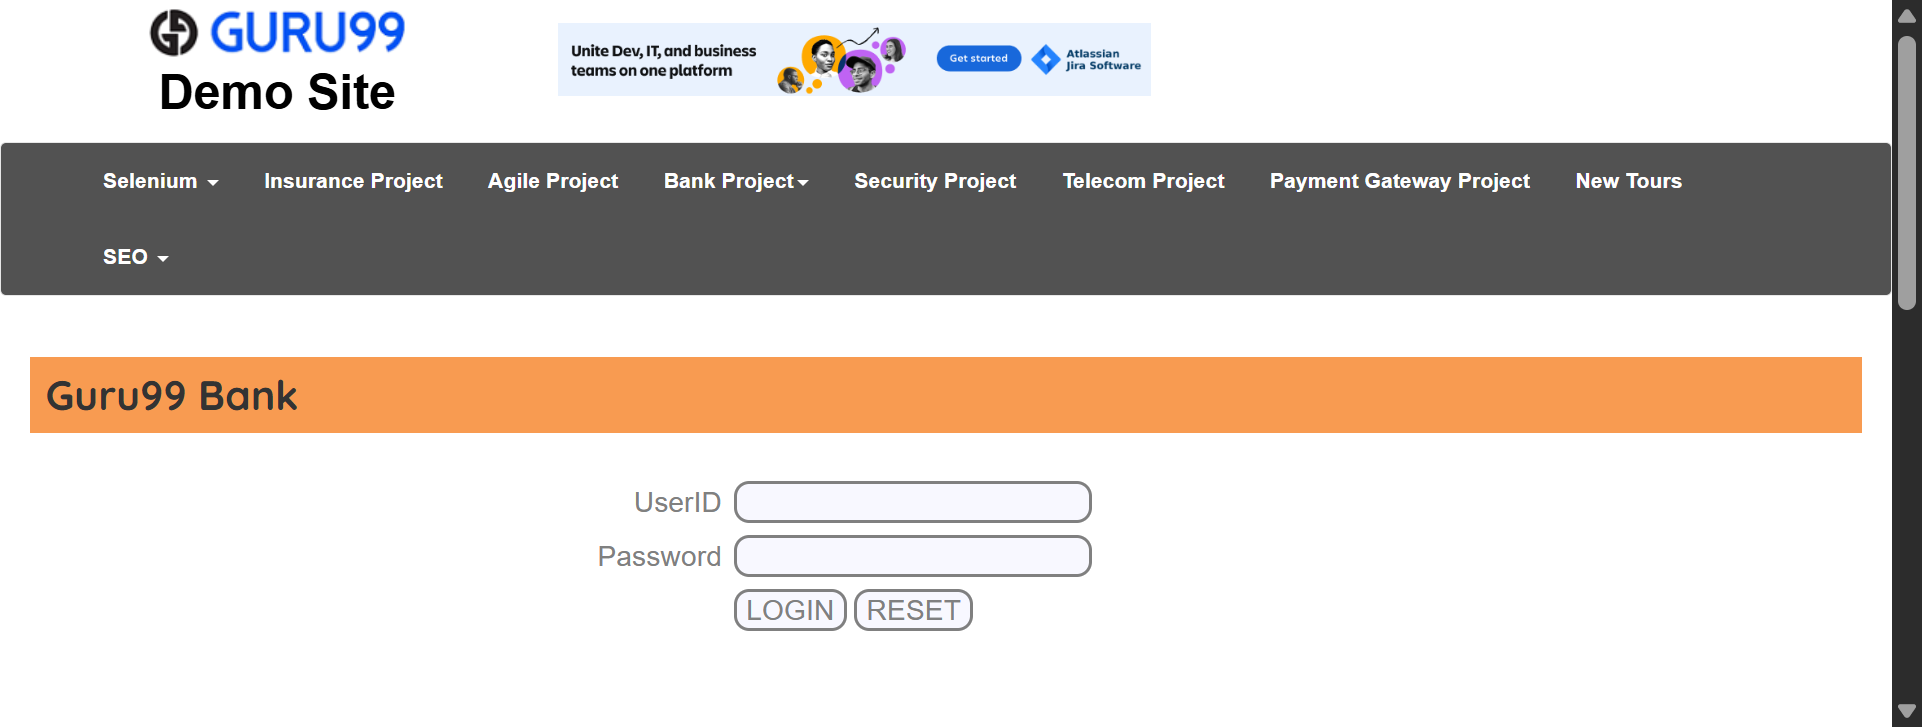 GURU99
Demo Site
Unite Dev, IT, and business
teams on one platform
Get started
Atlassian
Jira Software
Selenium
Insurance Project
Agile Project
Bank Project
Security Project
Telecom Project
Payment Gateway Project
New Tours
SEO
Guru99 Bank
UserID
Password
LOGIN RESET